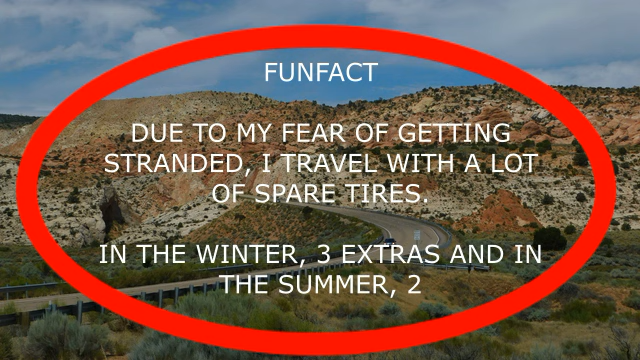 FUNFACT
DUE TO MY FEAR OF GETTING
STRANDED, I TRAVEL WITH A LOT
OF SPARE TIRES.
IN THE WINTER, 3 EXTRAS AND IN
THE SUMMER, 2